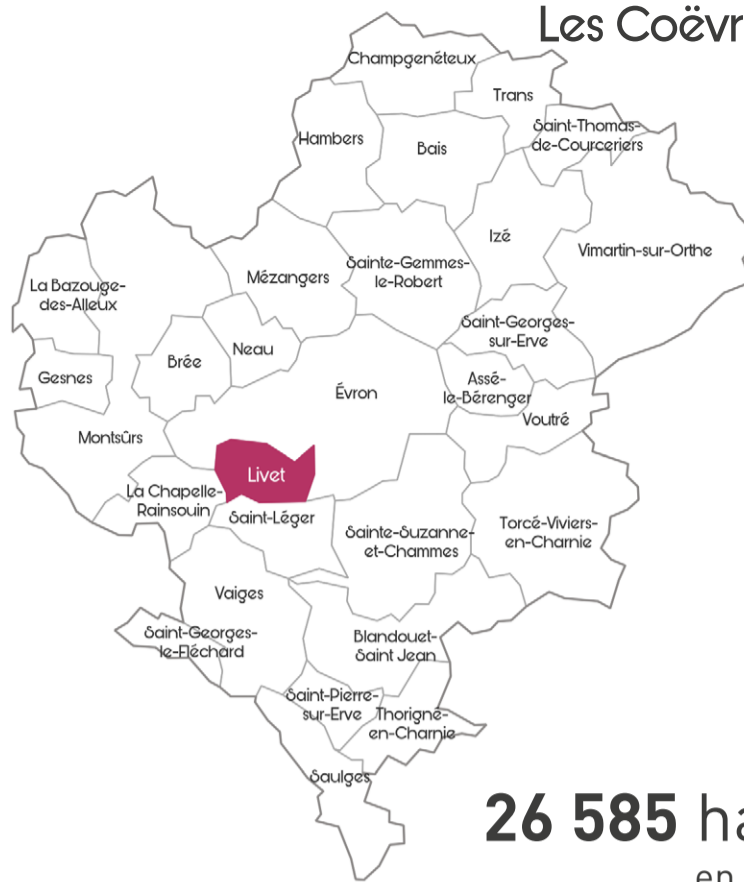 Les Coëvr
Champgenéteux
Trans
Saint-Thomas-
de-Courceriers
Hambers
Bais
Izé
Vimartin-sur-Orthe
Sainte-Gemmes-
le-Robert
Mézangers
La Bazouge-
des-Alleux
Saint-Georges-
sur-Erve
Neau
Brée
Gesnes
Assé-
le-Bérenger
Évron
Voutré
Montsûrs
Livet
La Chapelle-
Rainsouin
Saint-Léger
Sainte-Suzanne-
et-Chammes
Torcé-Viviers-
en-Charnie
Vaiges
Saint-Georges-
le-Fléchard
Blandouet-
Saint Jean
Saint-Pierre-
sur-Erve
Thorigné-
en-Charnie
Saulges
26 585 ha
en